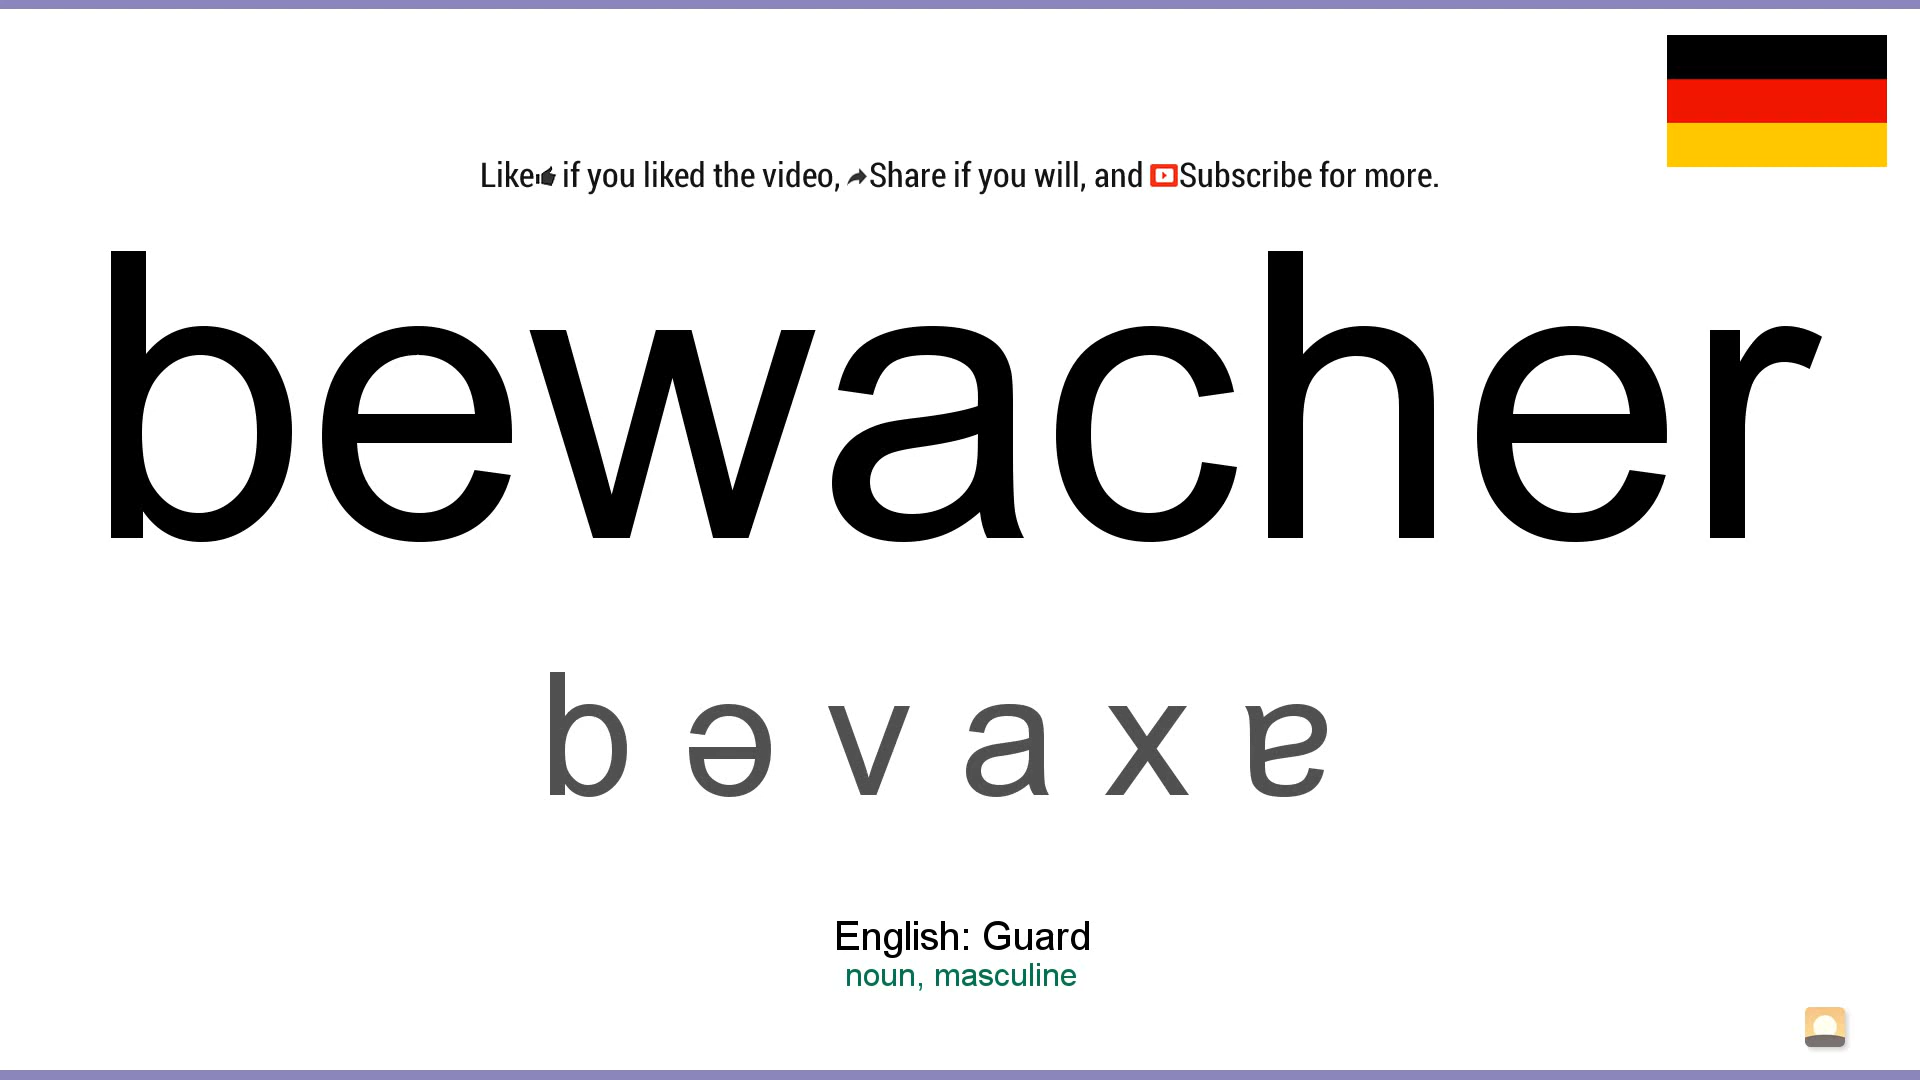 Like if you liked the video, Share if you will, and Subscribe for more.
bewacher
b ə v a x ɐ
English: Guard
noun, masculine